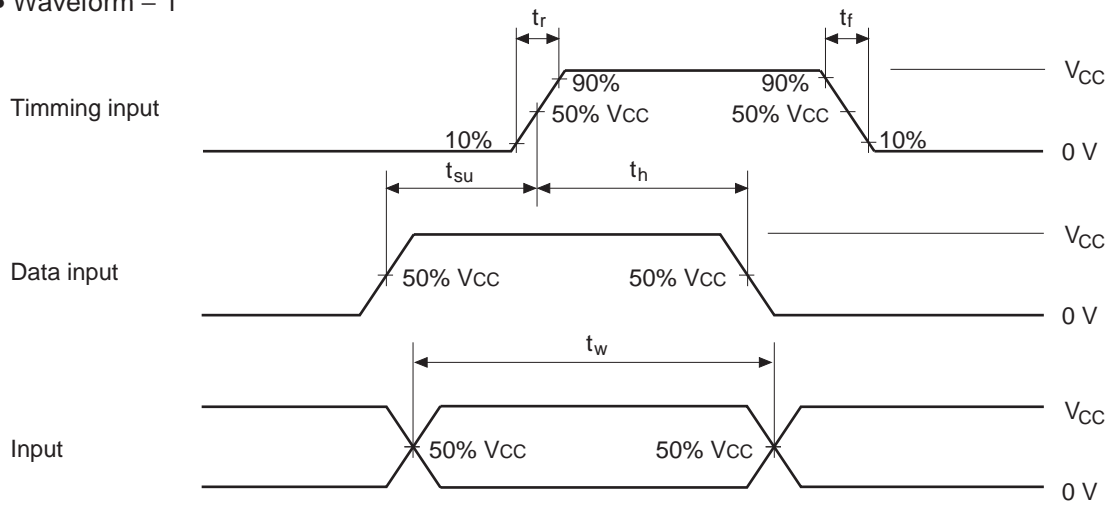 • Waveform – 1
tr
tf
90%
90%
VCC
Timming input
50% VCC
50% VCC
10%
10%
0 V
tsu
th
VCC
Data input
50% VCC
50% VCC
0 V
tw
VCC
Input
50% VCC
50% VCC
0 V